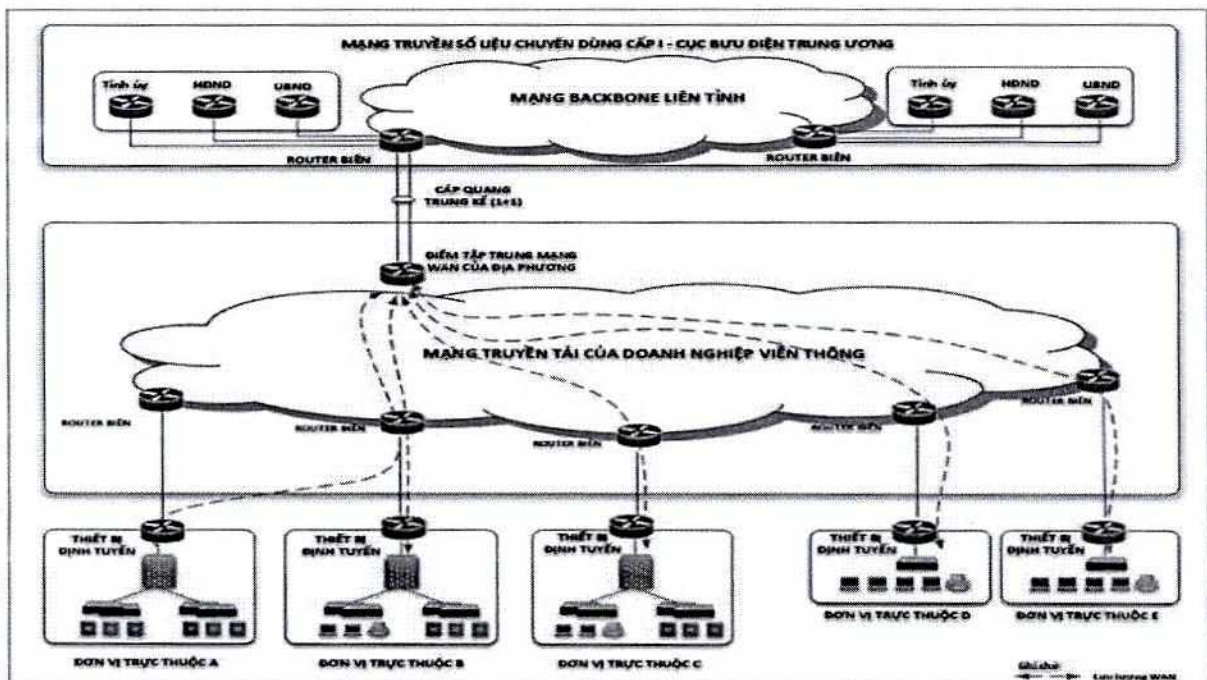 MẠNG TRUYỀN SỐ LIỆU CHUYÊN DÙNG CẤP I - CỤC BƯU ĐIỆN TRUNG ƯƠNG
Tỉnh ủy HĐND UBND
MẠNG BACKBONE LIÊN TỈNH
Tỉnh ủy HĐND UBND
ROUTER BIÊN
ROUTER BIÊN
CÁP QUANG
TRUNG KẾ (1+1)
ĐIỂM TẬP TRUNG MẠNG
WAN CỦA ĐỊA PHƯƠNG
MẠNG TRUYỀN TẢI CỦA DOANH NGHIỆP VIỄN THÔNG
ROUTER BIÊN
ROUTER BIÊN
ROUTER BIÊN
ROUTER BIÊN
ROUTER BIÊN
THIẾT BỊ
ĐỊNH TUYẾN
THIẾT BỊ
ĐỊNH TUYẾN
THIẾT BỊ
ĐỊNH TUYẾN
THIẾT BỊ
ĐỊNH TUYẾN
THIẾT BỊ
ĐỊNH TUYẾN
ĐƠN VỊ TRỰC THUỘC A
ĐƠN VỊ TRỰC THUỘC B
ĐƠN VỊ TRỰC THUỘC C
ĐƠN VỊ TRỰC THUỘC D
ĐƠN VỊ TRỰC THUỘC E
Ghi chú:
Lưu lượng WAN